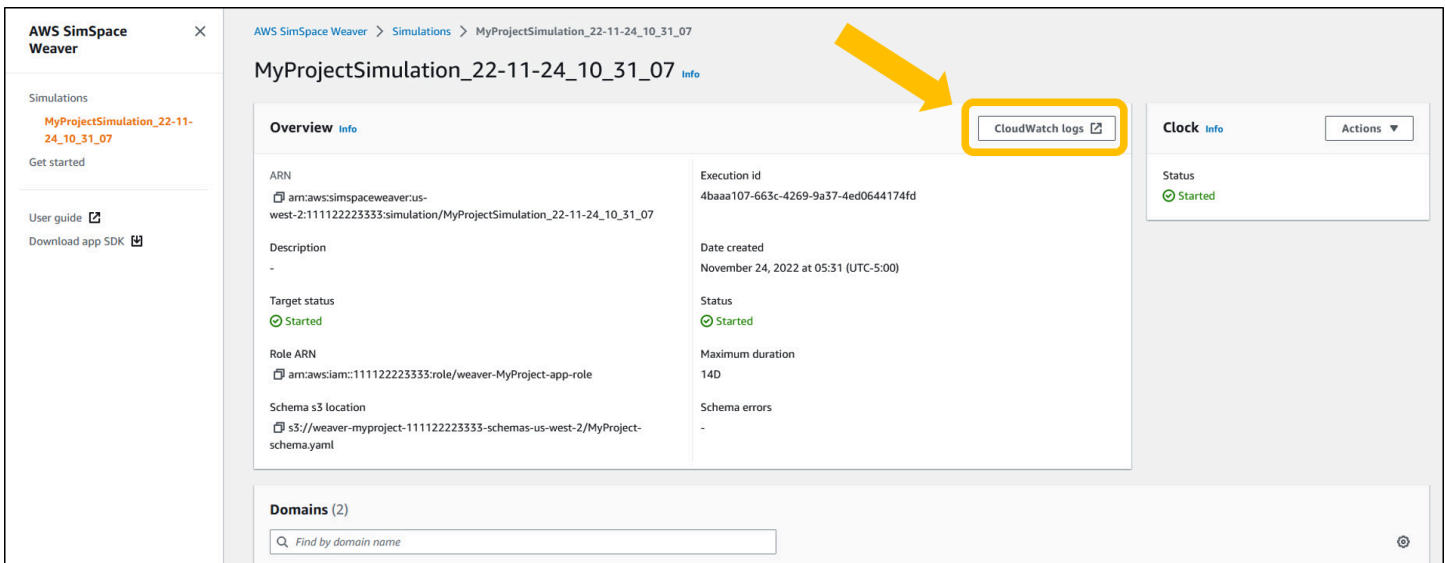 AWS SimSpace
Weaver
Simulations
MyProjectSimulation_22-11-
24_10_31_07
Get started
User guide
Download app SDK
AWS SimSpace Weaver > Simulations > MyProjectSimulation_22-11-24_10_31_07
MyProjectSimulation_22-11-24_10_31_07 Info
Overview Info
CloudWatch logs
ARN
arn:aws:simspaceweaver:us-
west-2:111122223333:simulation/MyProjectSimulation_22-11-24_10_31_07
Execution id
4baaa107-663c-4269-9a37-4ed0644174fd
Description
-
Date created
November 24, 2022 at 05:31 (UTC-5:00)
Target status
Started
Status
Started
Role ARN
arn:aws:iam::111122223333:role/weaver-MyProject-app-role
Maximum duration
14D
Schema s3 location
s3://weaver-myproject-111122223333-schemas-us-west-2/MyProject-
schema.yaml
Schema errors
-
Clock Info
Actions
Status
Started
Domains (2)
Find by domain name